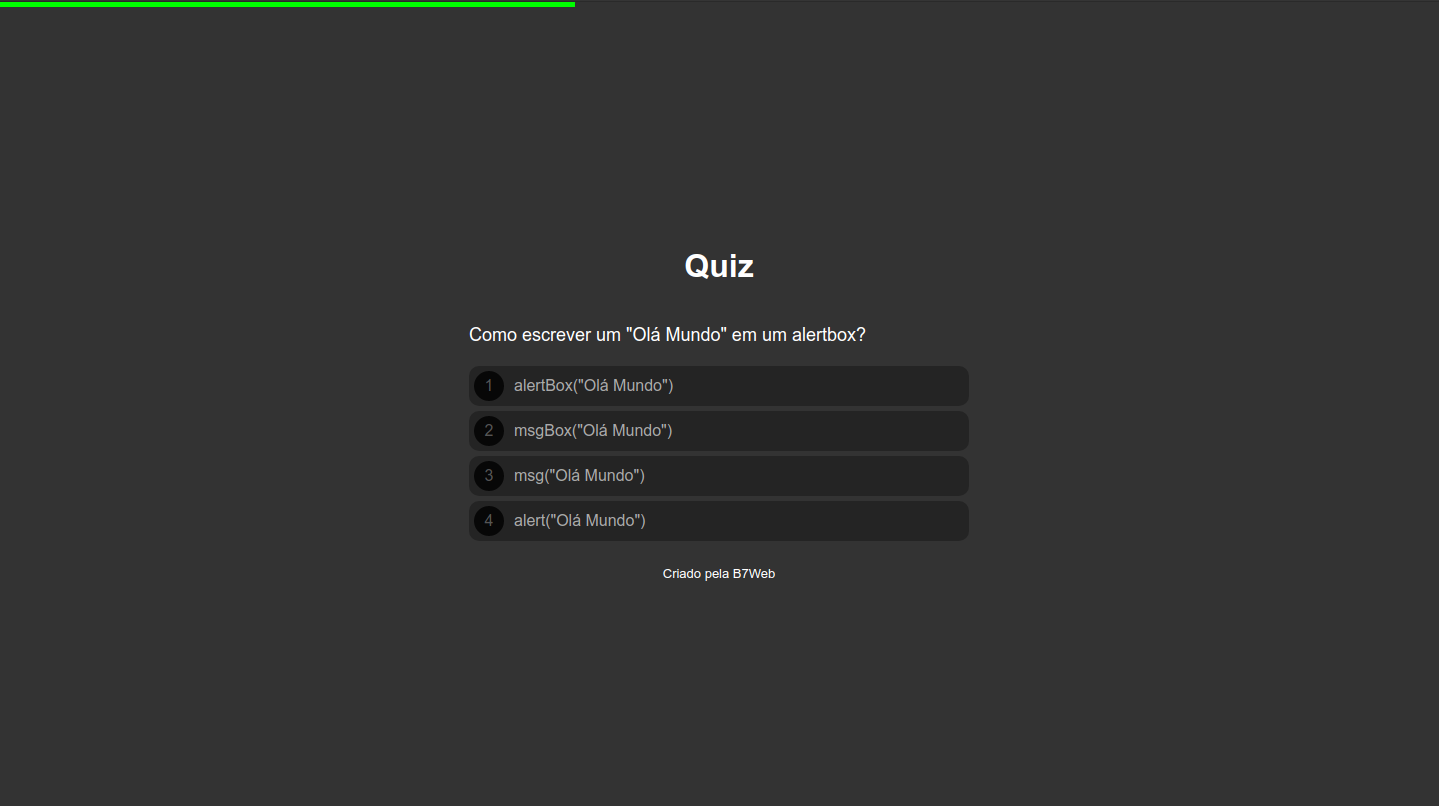 Quiz
Como escrever um "Olá Mundo" em um alertbox?
1 alertBox("Olá Mundo")
2 msgBox("Olá Mundo")
3 msg("Olá Mundo")
4 alert("Olá Mundo")
Criado pela B7Web